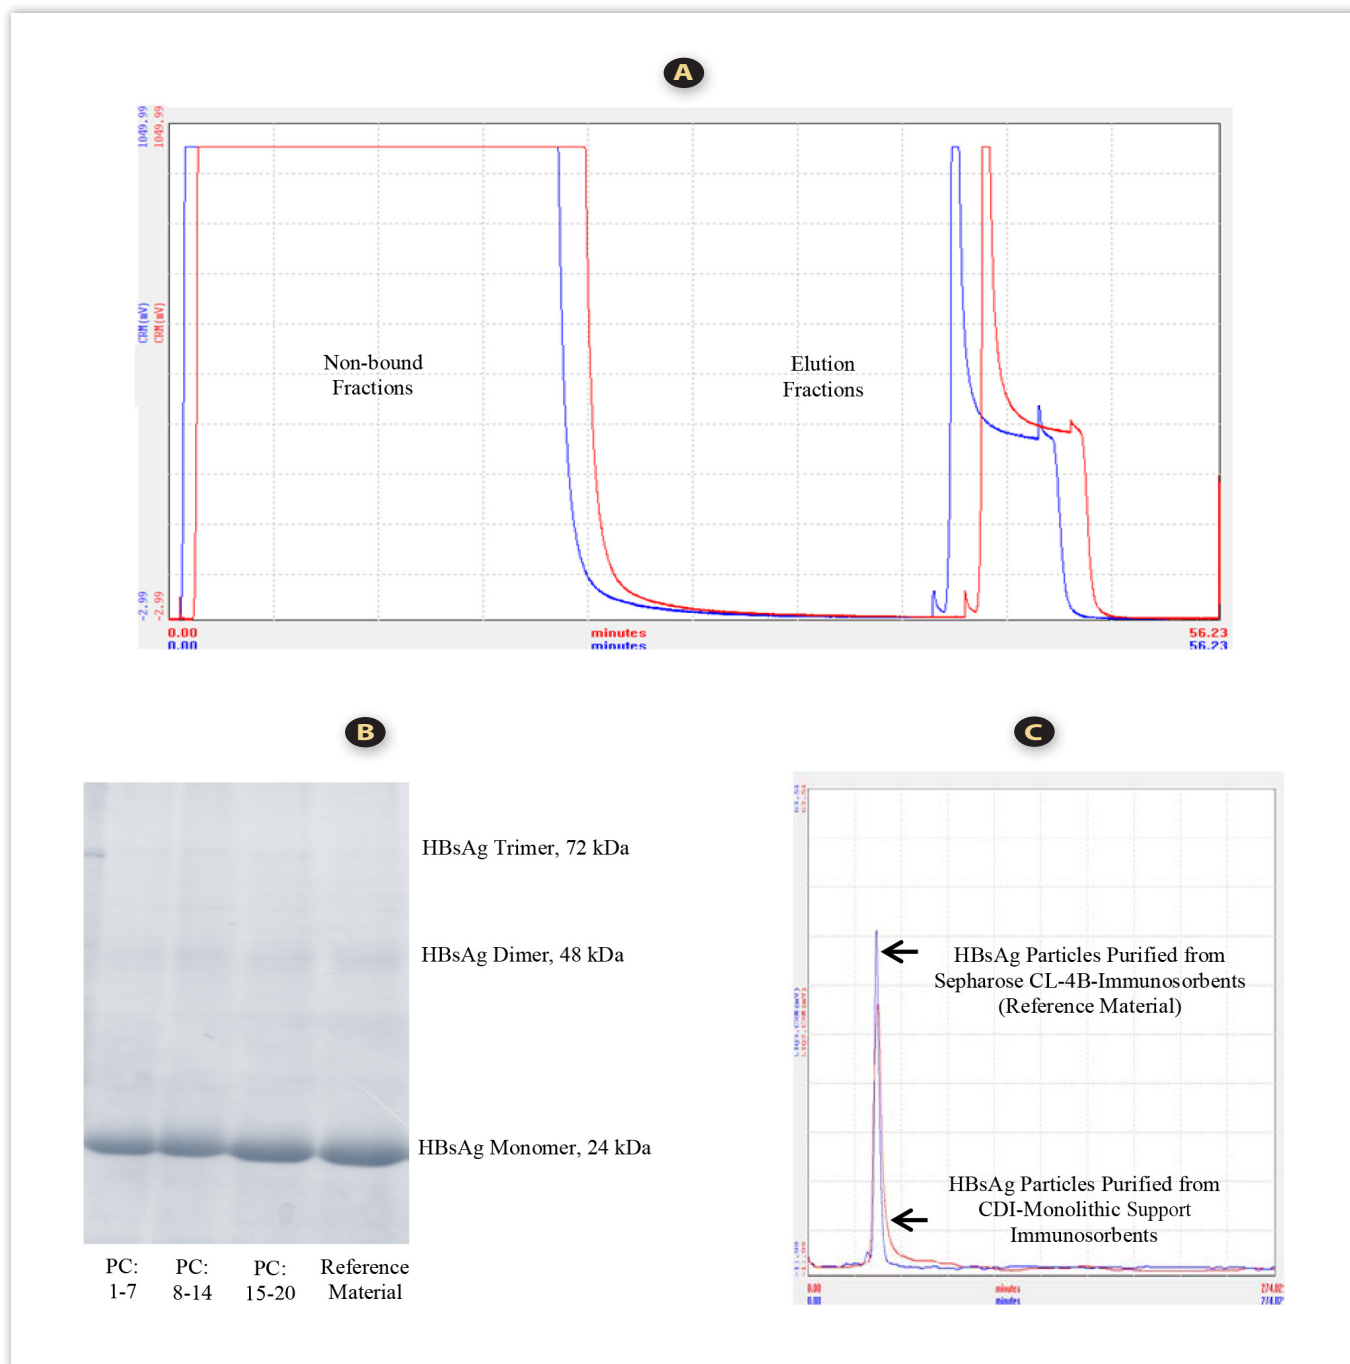 A
1049.99
1049.99
CRM(mV)
CRM(mV)
-2.99
-2.99
Non-bound
Fractions
Elution
Fractions
0.00
minutes
56.23
0.00
minutes
56.23
B
HBsAg Trimer, 72 kDa
HBsAg Dimer, 48 kDa
HBsAg Monomer, 24 kDa
PC:
1-7
PC:
8-14
PC:
15-20
Reference
Material
C
HBsAg Particles Purified from
Sepharose CL-4B-Immunosorbents
(Reference Material)
HBsAg Particles Purified from
CDI-Monolithic Support
Immunosorbents
0.00
minutes
0.00
minutes